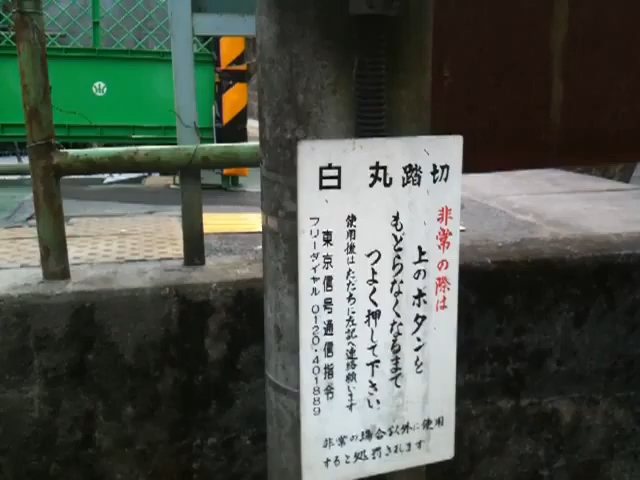 白丸踏切
非常の際は
上のボタンを
もどらなくなるまで
つよく押して下さい
使用後はただちに左記へ連絡願います
東京信号通信指令
フリーダイヤル 0120・401889
非常の場合以外に使用
すると処罰されます